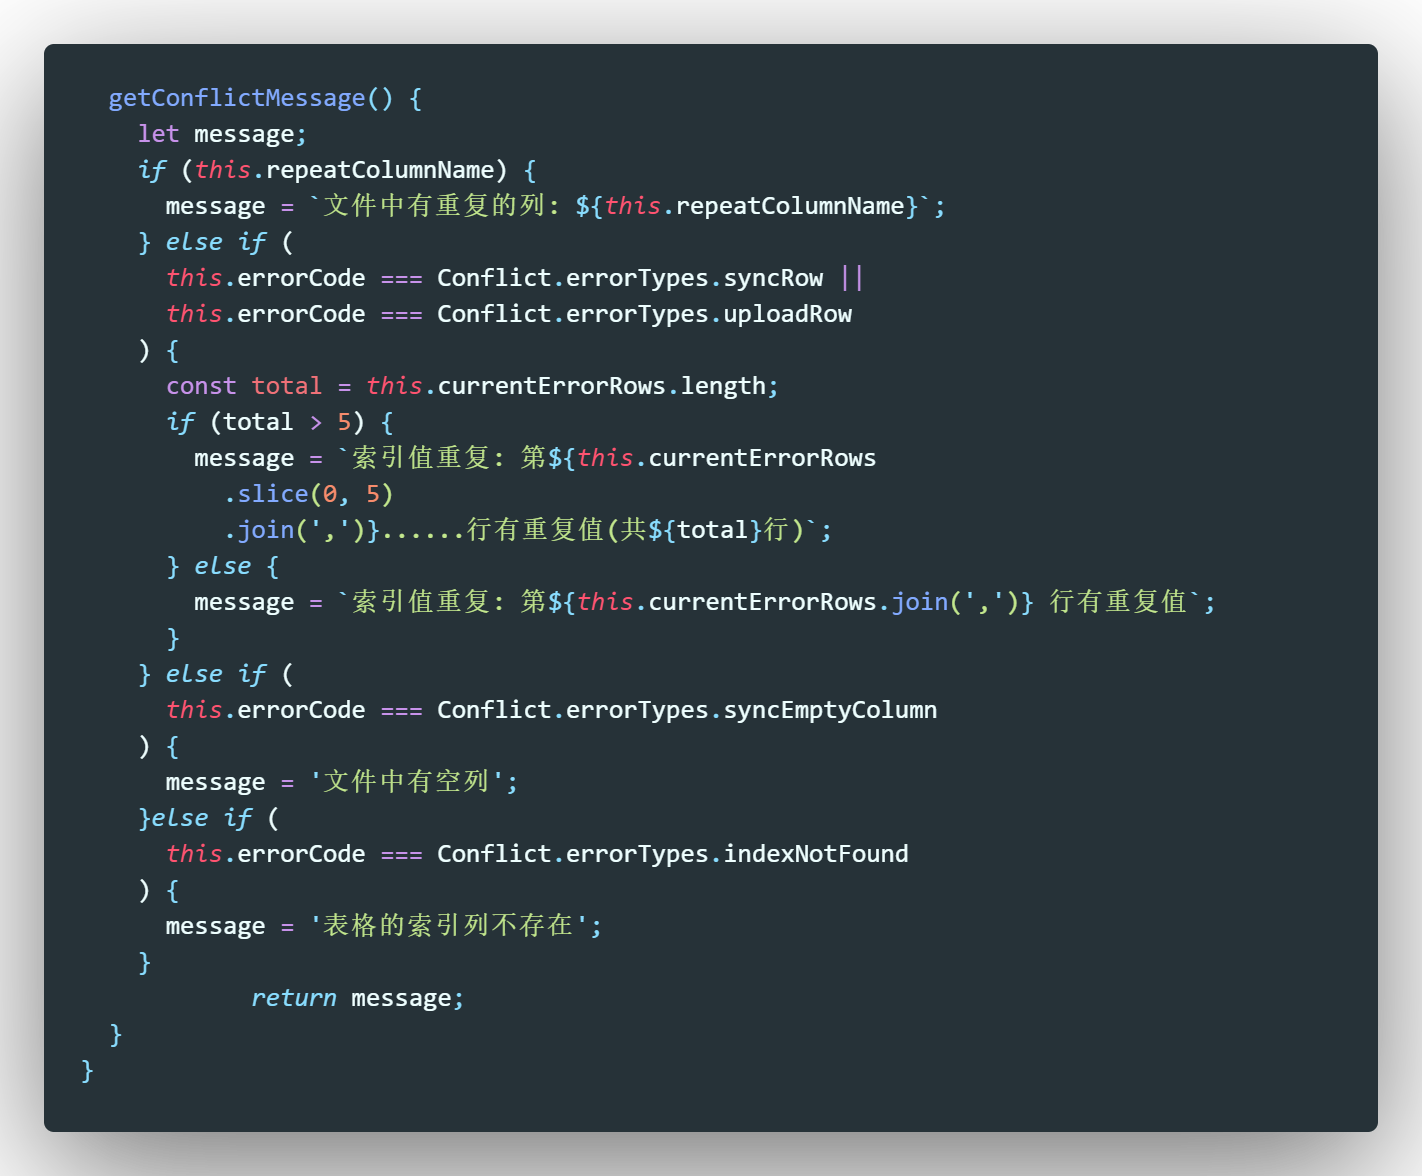 getConflictMessage() {
let message;
if (this.repeatColumnName) {
message = `文件中有重复的列: ${this.repeatColumnName}`;
} else if (
this.errorCode === Conflict.errorTypes.syncRow ||
this.errorCode === Conflict.errorTypes.uploadRow
) {
const total = this.currentErrorRows.length;
if (total > 5) {
message = `索引值重复: 第${this.currentErrorRows
.slice(0, 5)
.join(',')}......行有重复值(共${total}行)`;
} else {
message = `索引值重复: 第${this.currentErrorRows.join(',')} 行有重复值`;
}
} else if (
this.errorCode === Conflict.errorTypes.syncEmptyColumn
) {
message = '文件中有空列';
}else if (
this.errorCode === Conflict.errorTypes.indexNotFound
) {
message = '表格的索引列不存在';
}
return message;
}
}